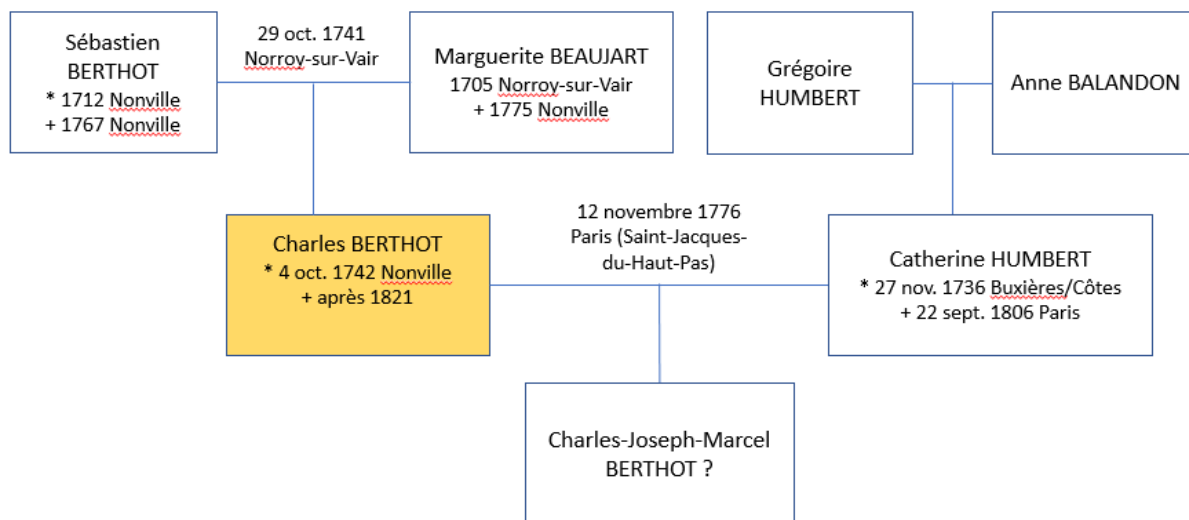 Sébastien
BERTHOT
* 1712 Nonville
+ 1767 Nonville
29 oct. 1741
Norroy-sur-Vair
Marguerite BEAUJART
1705 Norroy-sur-Vair
+ 1775 Nonville
Grégoire
HUMBERT
Anne BALANDON
Charles BERTHOT
* 4 oct. 1742 Nonville
+ après 1821
12 novembre 1776
Paris (Saint-Jacques-
du-Haut-Pas)
Catherine HUMBERT
* 27 nov. 1736 Buxières/Côtes
+ 22 sept. 1806 Paris
Charles-Joseph-Marcel
BERTHOT ?